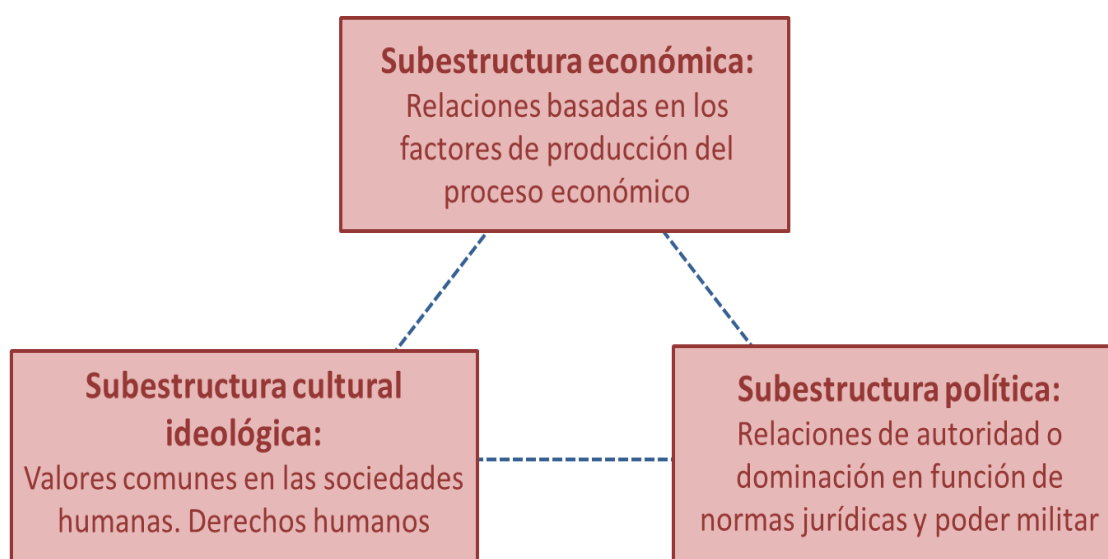 Subestructura económica:
Relaciones basadas en los
factores de producción del
proceso económico
Subestructura cultural
ideológica:
Valores comunes en las sociedades
humanas. Derechos humanos
Subestructura política:
Relaciones de autoridad o
dominación en función de
normas jurídicas y poder militar